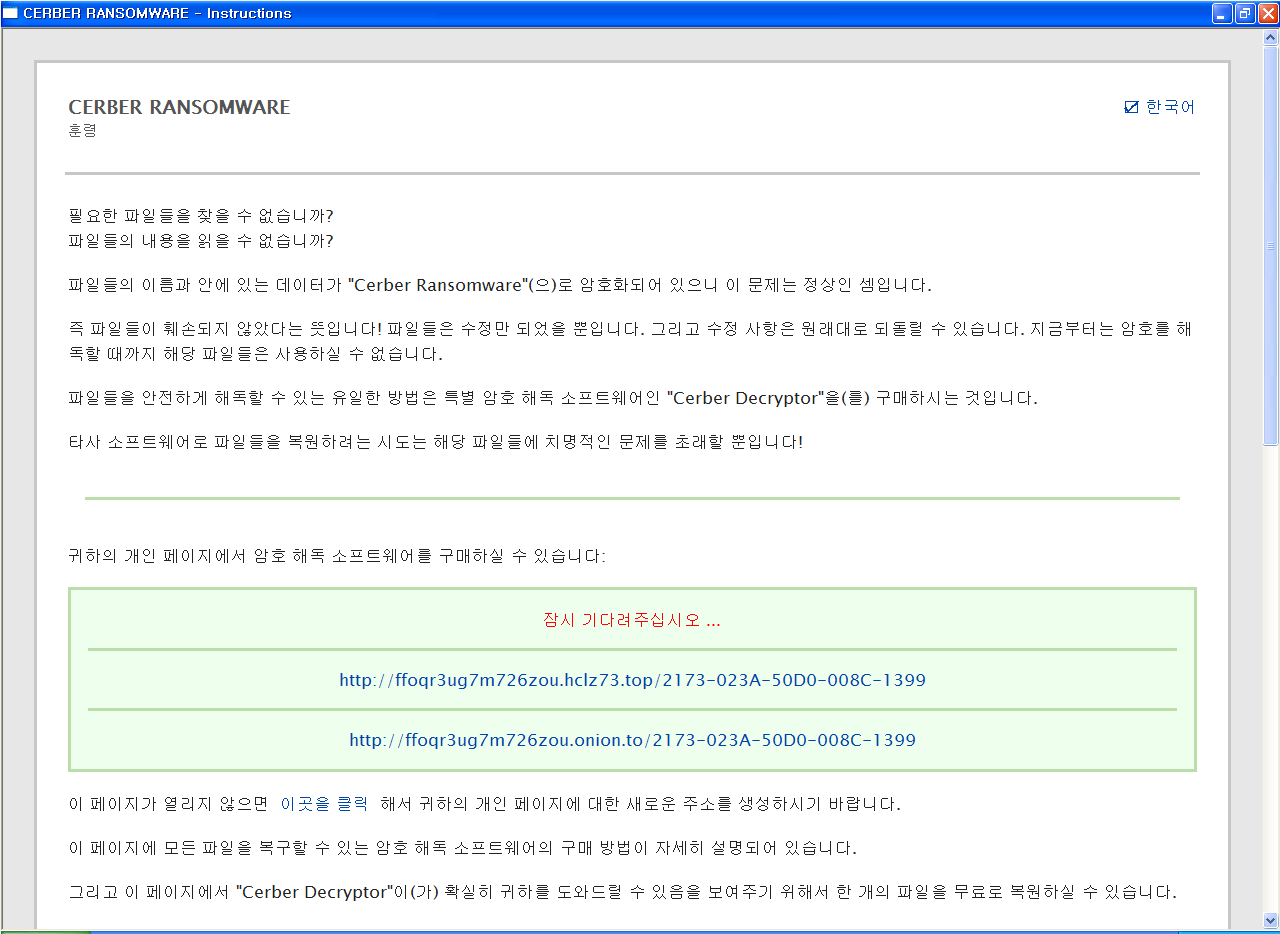 CERBER RANSOMWARE - Instructions
CERBER RANSOMWARE
한국어
훈령
필요한 파일들을 찾을 수 없습니까?
파일들의 내용을 읽을 수 없습니까?
파일들의 이름과 안에 있는 데이터가 "Cerber Ransomware"(으)로 암호화되어 있으니 이 문제는 정상인 셈입니다.
즉 파일들이 훼손되지 않았다는 뜻입니다! 파일들은 수정만 되었을 뿐입니다. 그리고 수정 사항은 원래대로 되돌릴 수 있습니다. 지금부터는 암호를 해
독할 때까지 해당 파일들은 사용하실 수 없습니다.
파일들을 안전하게 해독할 수 있는 유일한 방법은 특별 암호 해독 소프트웨어인 "Cerber Decryptor"을(를) 구매하시는 것입니다.
타사 소프트웨어로 파일들을 복원하려는 시도는 해당 파일들에 치명적인 문제를 초래할 뿐입니다!
귀하의 개인 페이지에서 암호 해독 소프트웨어를 구매하실 수 있습니다:
잠시 기다려주십시오 ...
http://ffoqr3ug7m726zou.hclz73.top/2173-023A-50D0-008C-1399
http://ffoqr3ug7m726zou.onion.to/2173-023A-50D0-008C-1399
이 페이지가 열리지 않으면 이곳을 클릭 해서 귀하의 개인 페이지에 대한 새로운 주소를 생성하시기 바랍니다.
이 페이지에 모든 파일을 복구할 수 있는 암호 해독 소프트웨어의 구매 방법이 자세히 설명되어 있습니다.
그리고 이 페이지에서 "Cerber Decryptor"이(가) 확실히 귀하를 도와드릴 수 있음을 보여주기 위해서 한 개의 파일을 무료로 복원하실 수 있습니다.